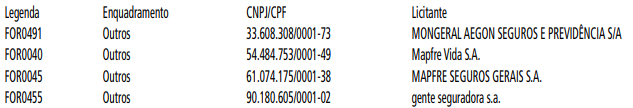 Legenda Enquadramento CNPJ/CPF Licitante
FOR0491 Outros 33.608.308/0001-73 MONGERAL AEGON SEGUROS E PREVIDÊNCIA S/A
FOR0040 Outros 54.484.753/0001-49 Mapfre Vida S.A.
FOR0045 Outros 61.074.175/0001-38 MAPFRE SEGUROS GERAIS S.A.
FOR0455 Outros 90.180.605/0001-02 gente seguradora s.a.